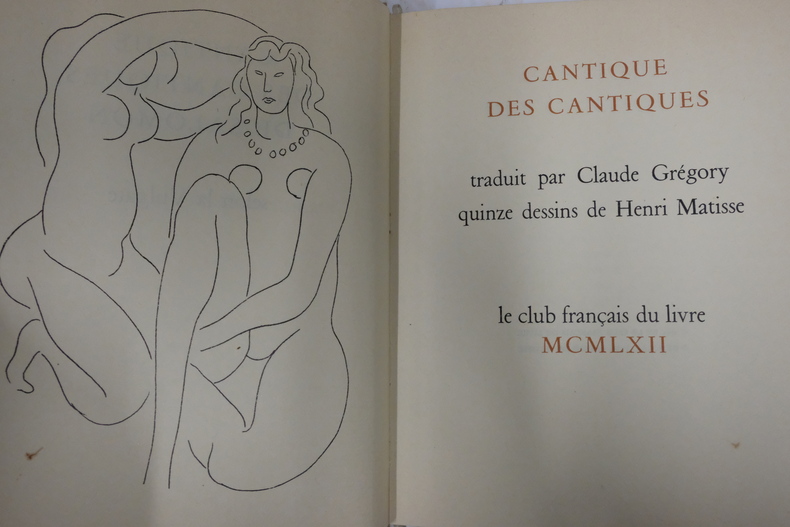 CANTIQUE
DES CANTIQUES
traduit par Claude Grégory
quinze dessins de Henri Matisse
le club français du livre
MCMLXII